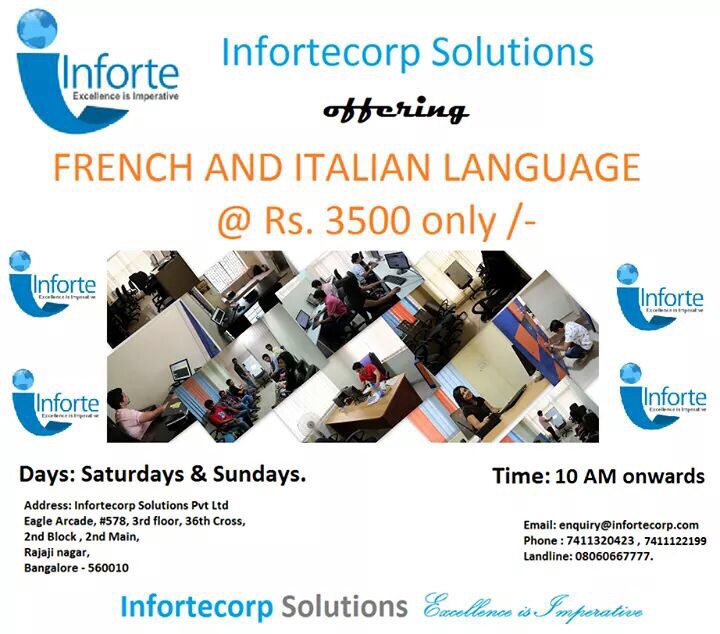 Inforte
Excellence is Imperative
Infortecorp Solutions
offering
FRENCH AND ITALIAN LANGUAGE
@ Rs. 3500 only /-
Inforte
Excellence is Imperative
Inforte
Excellence is Imperative
Inforte
Excellence is Imperative
Inforte
Excellence is Imperative
Days: Saturdays & Sundays.
Time: 10 AM onwards
Address: Infortecorp Solutions Pvt Ltd
Eagle Arcade, #578, 3rd floor, 36th Cross,
2nd Block , 2nd Main,
Rajaji nagar,
Bangalore - 560010
Email: enquiry@infortecorp.com
Phone : 7411320423 , 7411122199
Landline: 08060667777.
Infortecorp Solutions Excellence is Imperative